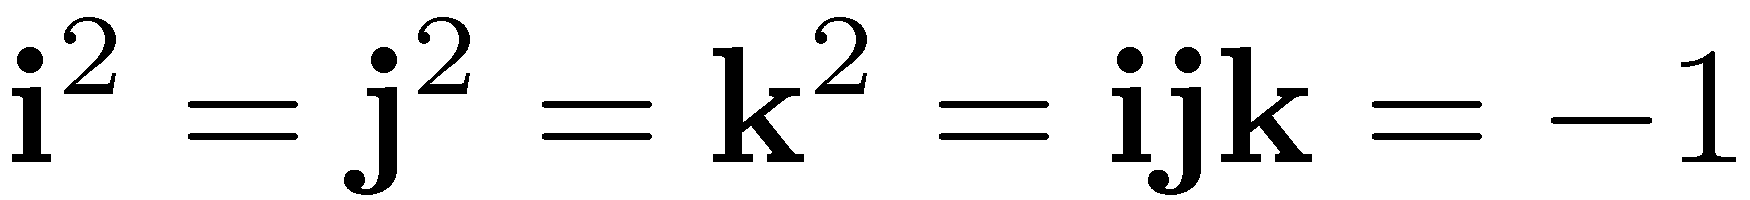 i² = j² = k² = ijk = −1